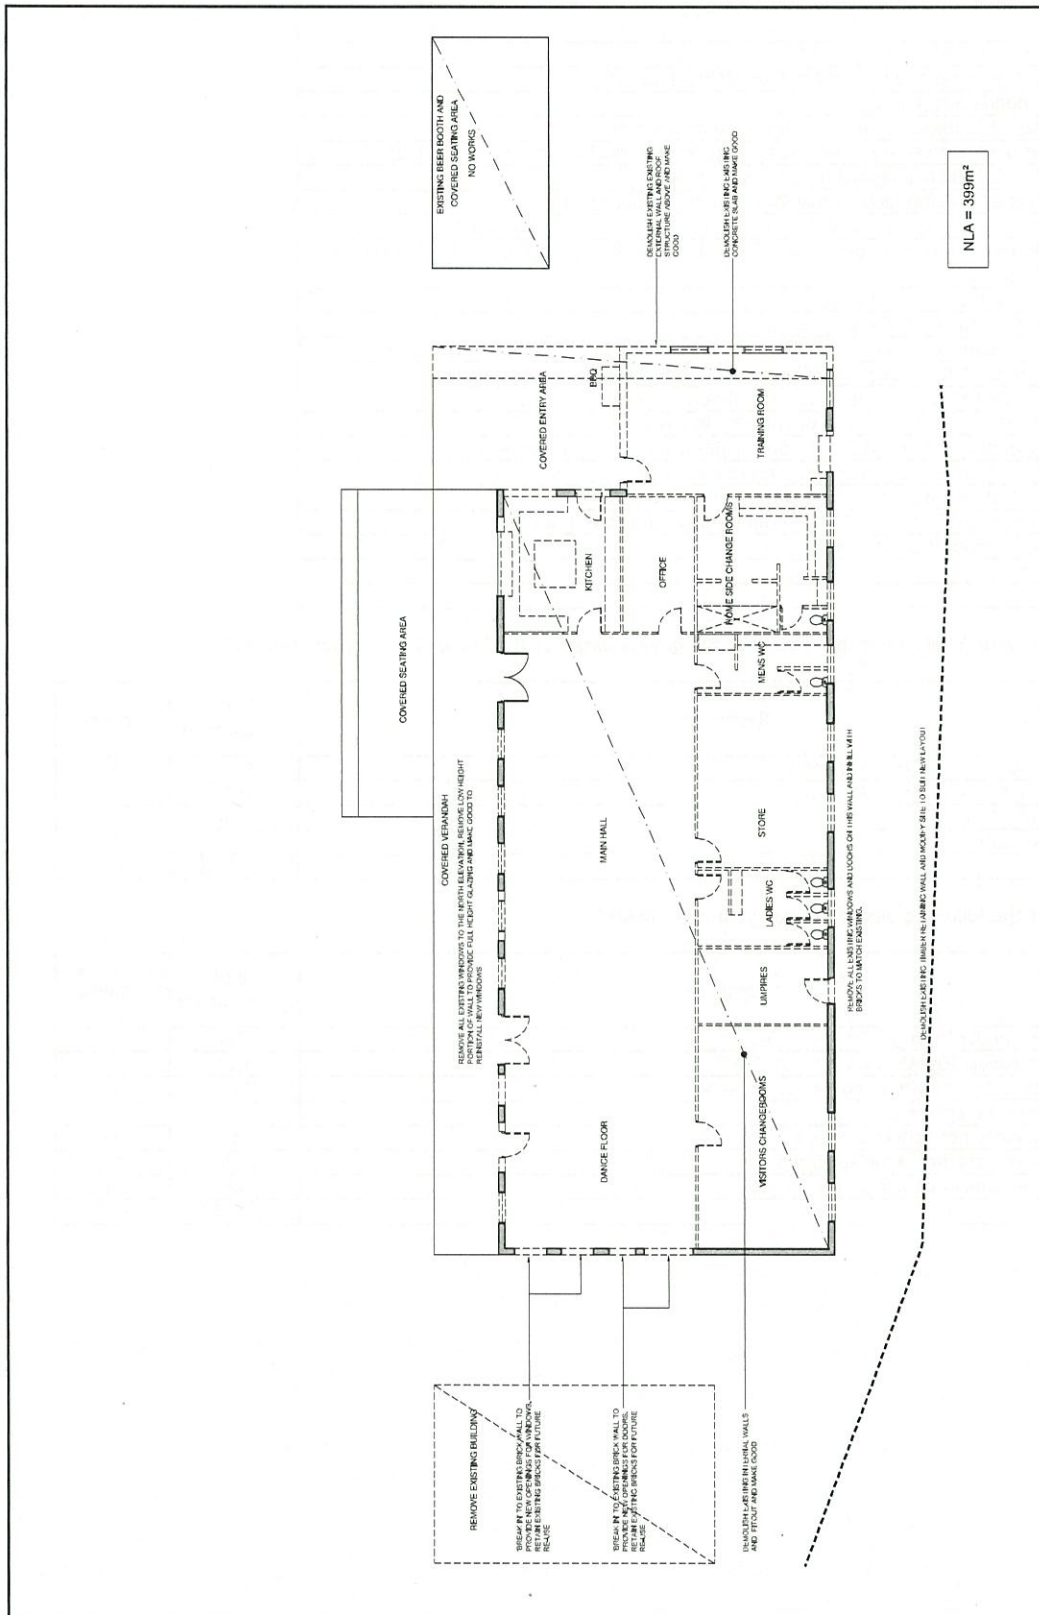 EXISTING BEER BOOTH AND
COVERED SEATING AREA
NO WORKS
DEMOLISH EXISTING EXISTING
EXTERNAL WALL AND ROOF
STRUCTURE ABOVE AND MAKE
GOOD
DEMOLISH EXISTING EXISTING
CONCRETE SLAB AND MAKE GOOD
NLA = 399m²
COVERED ENTRY AREA
BBQ
TRAINING ROOM
COVERED SEATING AREA
KITCHEN
OFFICE
HOME SIDE CHANGE ROOMS
MENS WC
COVERED VERANDAH
REMOVE ALL EXISTING WINDOWS TO THE NORTH ELEVATION, REMOVE LOW HEIGHT
PORTION OF WALL TO PROVIDE FULL HEIGHT GLAZING AND MAKE GOOD TO
REINSTALL NEW WINDOWS
MAIN HALL
STORE
LADIES WC
UMPIRES
REMOVE ALL EXISTING WINDOWS AND DOORS ON THIS WALL AND INFILL WITH
BRICKS TO MATCH EXISTING.
DEMOLISH EXISTING TIMBER RETAINING WALL AND MODIFY SITE TO SUIT NEW LAYOUT
DANCE FLOOR
VISITORS CHANGEROOMS
REMOVE EXISTING BUILDING
BREAK IN TO EXISTING BRICK WALL TO
PROVIDE NEW OPENINGS FOR WINDOWS,
RETAIN EXISTING BRICKS FOR FUTURE
RE-USE
BREAK IN TO EXISTING BRICK WALL TO
PROVIDE NEW OPENINGS FOR DOORS,
RETAIN EXISTING BRICKS FOR FUTURE
RE-USE
DEMOLISH EXISTING INTERNAL WALLS
AND FITOUT AND MAKE GOOD